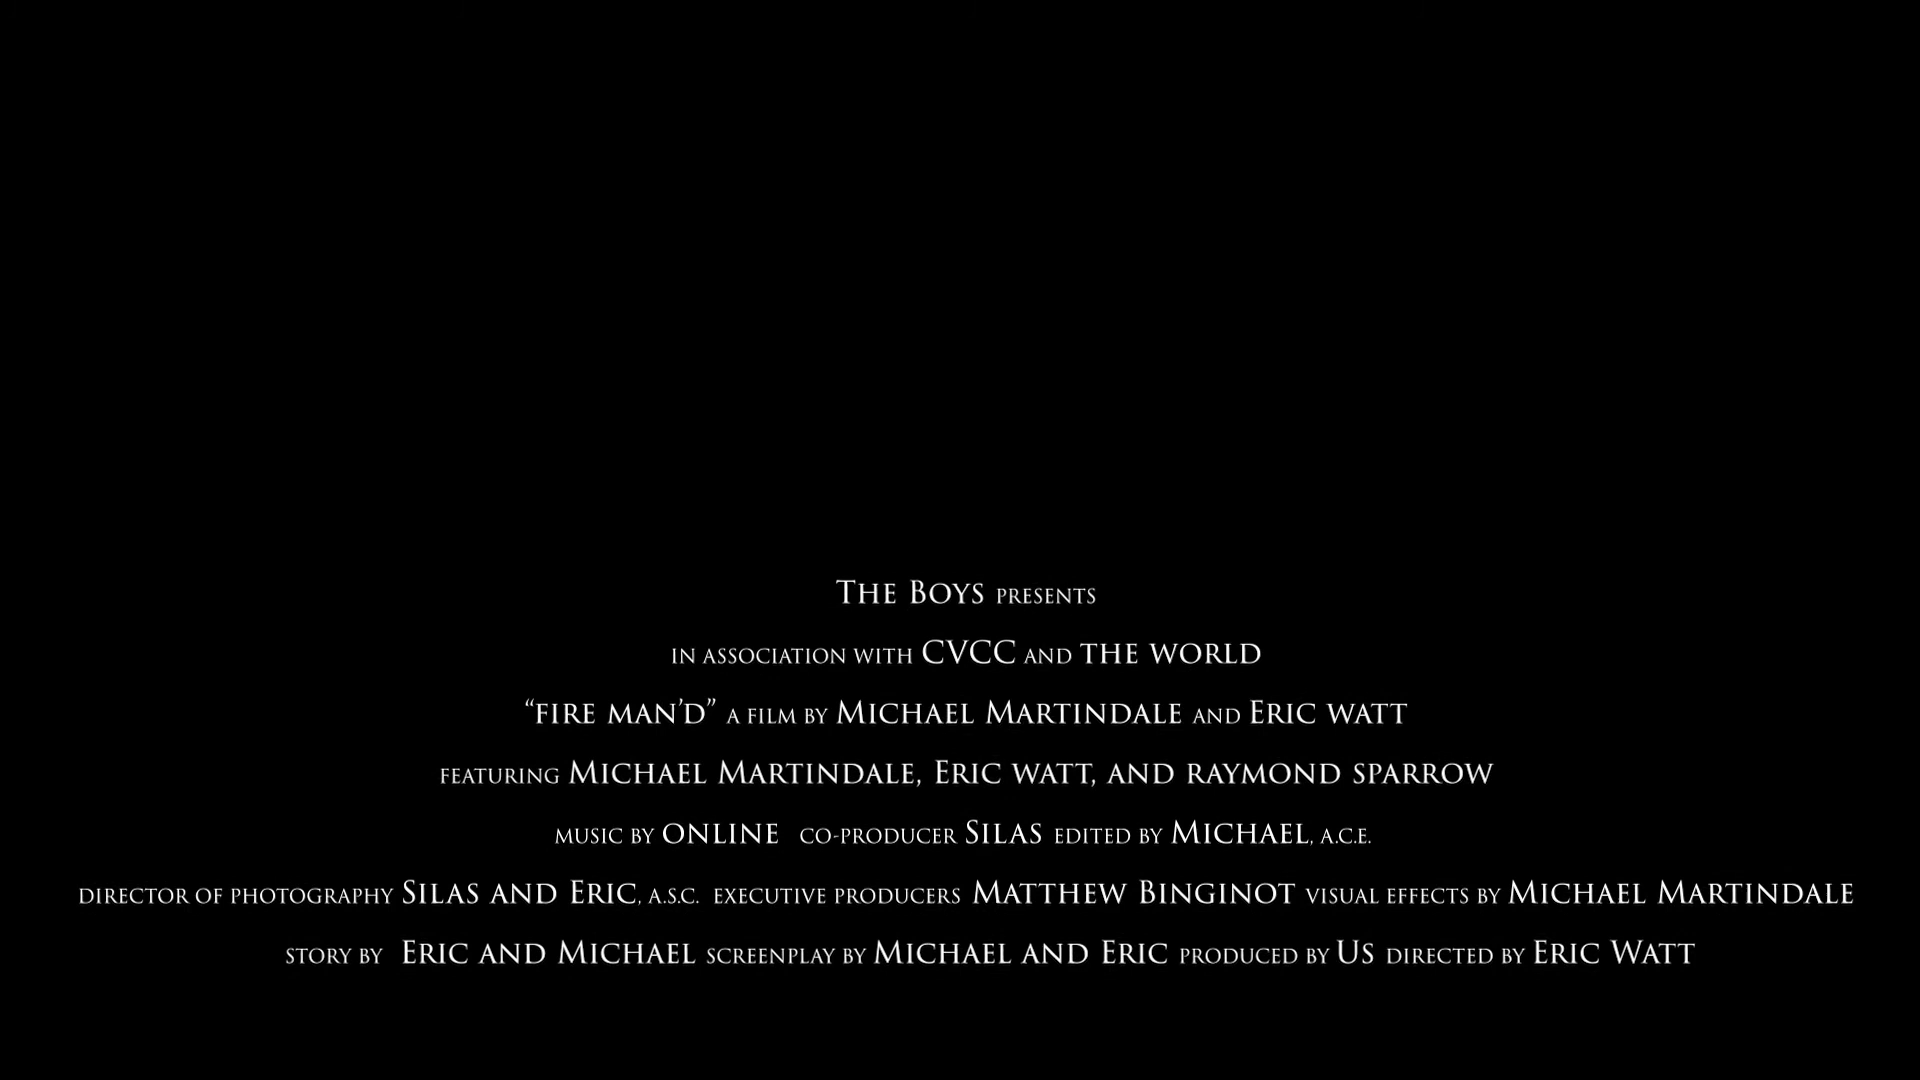 The Boys presents
in association with CVCC and the world
“fire man’d” a film by Michael Martindale and Eric watt
featuring Michael Martindale, Eric watt, and raymond sparrow
music by online co-producer Silas edited by Michael, a.c.e.
director of photography Silas and Eric, a.s.c. executive producers Matthew Binginot visual effects by Michael Martindale
story by Eric and Michael screenplay by Michael and Eric produced by Us directed by Eric Watt